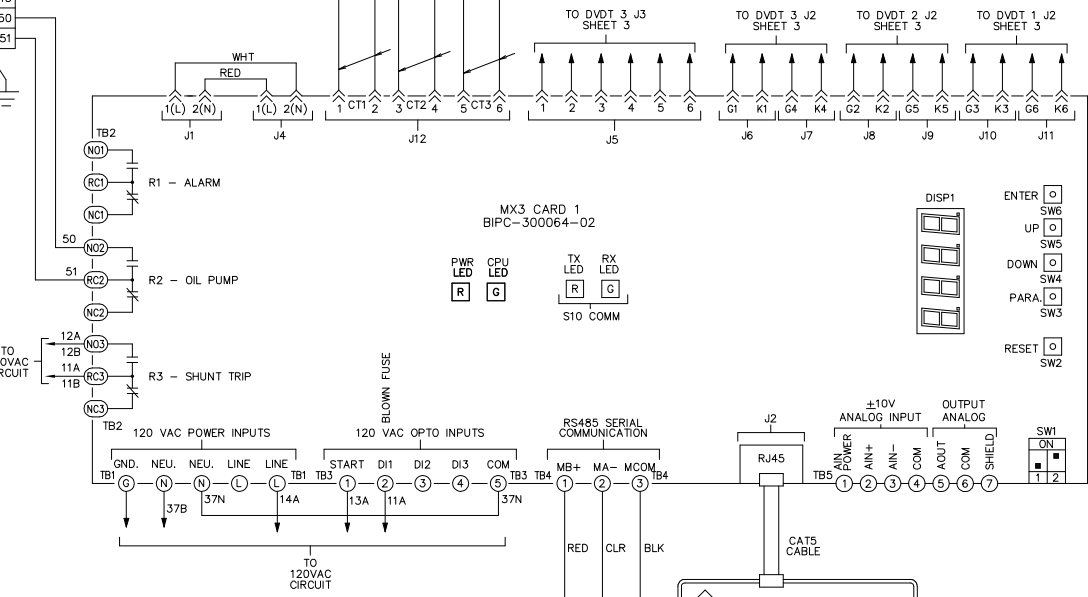 50
51
TO DVDT 3 J3
SHEET 3
TO DVDT 3 J2
SHEET 3
TO DVDT 2 J2
SHEET 3
TO DVDT 1 J2
SHEET 3
WHT
RED
1(L) 2(N)
1(L) 2(N)
1 CT1 2 3 CT2 4 5 CT3 6
1 2 3 4 5 6
G1 K1 G4 K4
G2 K2 G5 K5
G3 K3 G6 K6
J1
J4
J12
J5
J6
J7
J8
J9
J10
J11
TB2
NO1
RC1
NC1
R1 - ALARM
50
NO2
51
RC2
NC2
R2 - OIL PUMP
12A
12B
NO3
11A
11B
RC3
NC3
R3 - SHUNT TRIP
TB2
TO
0VAC
RCUIT
MX3 CARD 1
BIPC-300064-02
PWR
LED
R
CPU
LED
G
TX
LED
R
RX
LED
G
S10 COMM
DISP1
ENTER
SW6
UP
SW5
DOWN
SW4
PARA.
SW3
RESET
SW2
120 VAC POWER INPUTS
GND. NEU. NEU. LINE LINE
TB1 G N N L L TB1
37B
37N
14A
BLOWN FUSE
120 VAC OPTO INPUTS
START DI1 DI2 DI3 COM
TB3 1 2 3 4 5 TB3
13A
11A
37N
TO
120VAC
CIRCUIT
RS485 SERIAL
COMMUNICATION
MB+ MA- MCOM
TB4 1 2 3 TB4
RED
CLR
BLK
J2
RJ45
CAT5
CABLE
±10V
ANALOG INPUT
OUTPUT
ANALOG
AIN
POWER
AIN+
AIN-
COM
AOUT
COM
SHIELD
TB5 1 2 3 4 5 6 7
SW1
ON
1 2